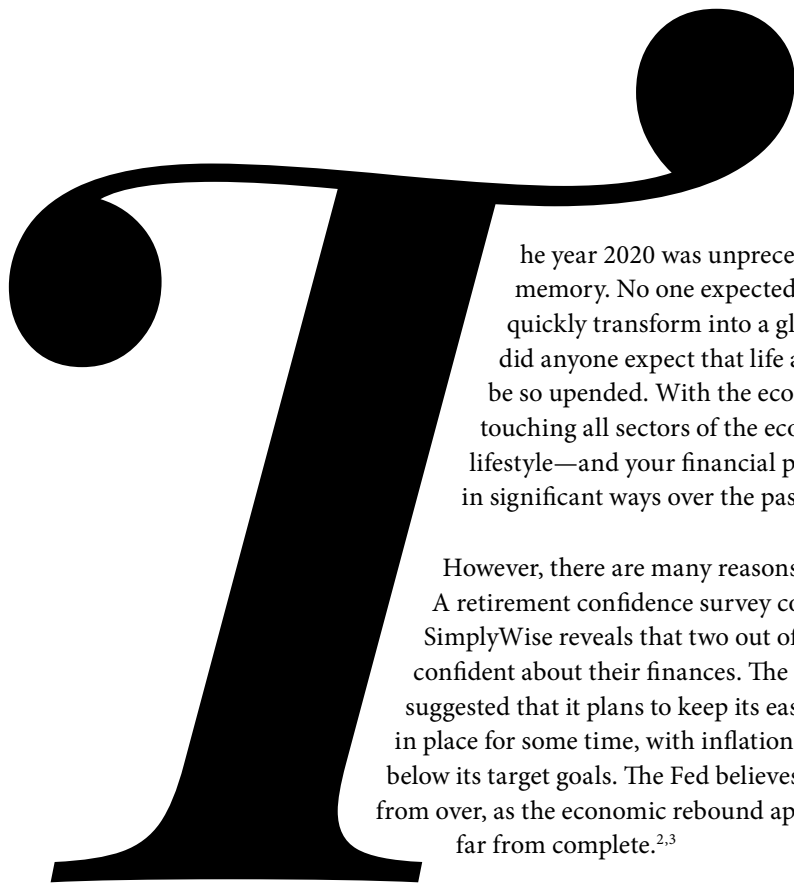 T
he year 2020 was unprece
memory. No one expected
quickly transform into a gl
did anyone expect that life a
be so upended. With the eco
touching all sectors of the eco
lifestyle—and your financial p
in significant ways over the pas
However, there are many reasons
A retirement confidence survey co
SimplyWise reveals that two out of
confident about their finances. The
suggested that it plans to keep its eas
in place for some time, with inflation
below its target goals. The Fed believes
from over, as the economic rebound ap
far from complete.2,3